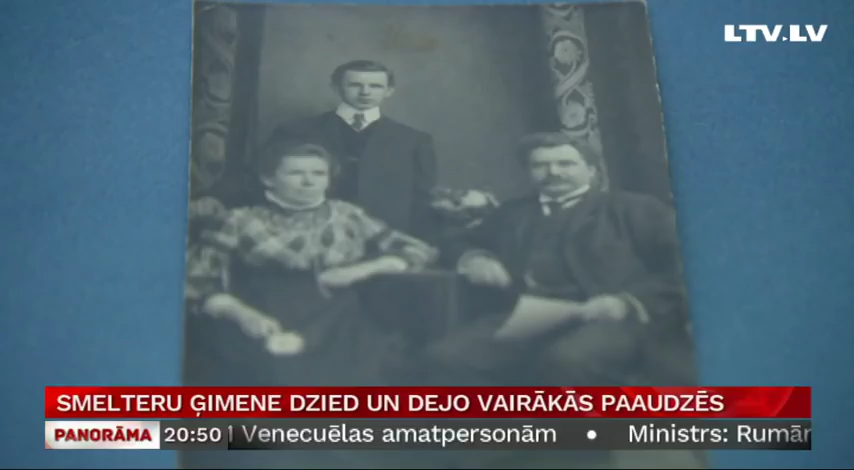 LTV.LV
SMELTERU ĢIMENE DZIED UN DEJO VAIRĀKĀS PAAUDZĒS
PANORĀMA 20:50 Venecuēlas amatpersonām • Ministrs: